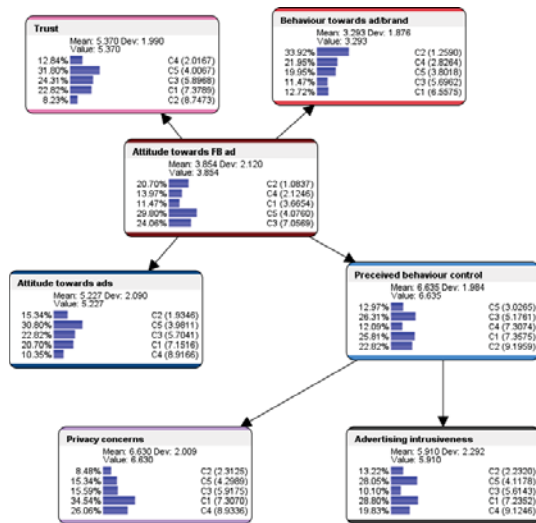 Trust
Mean: 5.370 Dev: 1.990
Value: 5.370
12.84% C4 (2.0167)
31.80% C5 (4.0067)
24.31% C3 (5.8968)
22.82% C1 (7.3789)
8.23% C2 (8.7473)
Behaviour towards ad/brand
Mean: 3.293 Dev: 1.876
Value: 3.293
33.92% C2 (1.2590)
21.95% C4 (2.8264)
19.95% C5 (3.8018)
11.47% C3 (5.6962)
12.72% C1 (6.5575)
Attitude towards FB ad
Mean: 3.854 Dev: 2.120
Value: 3.854
20.70% C2 (1.0837)
13.97% C4 (2.1246)
11.47% C1 (3.6654)
29.80% C5 (4.0760)
24.06% C3 (7.0569)
Attitude towards ads
Mean: 5.227 Dev: 2.090
Value: 5.227
15.34% C2 (1.9346)
30.80% C5 (3.9811)
22.82% C3 (5.7041)
20.70% C1 (7.1516)
10.35% C4 (8.9166)
Preceived behaviour control
Mean: 6.635 Dev: 1.984
Value: 6.635
12.97% C5 (3.0265)
26.31% C3 (5.1761)
12.09% C4 (7.3074)
25.81% C1 (7.3575)
22.82% C2 (9.1959)
Privacy concerns
Mean: 6.630 Dev: 2.009
Value: 6.630
8.48% C2 (2.3125)
15.34% C5 (4.2989)
15.59% C3 (5.9175)
34.54% C1 (7.3070)
26.06% C4 (8.9336)
Advertising intrusiveness
Mean: 5.910 Dev: 2.292
Value: 5.910
13.22% C2 (2.2320)
28.05% C5 (4.1178)
10.10% C3 (5.6143)
28.80% C1 (7.2352)
19.83% C4 (9.1246)